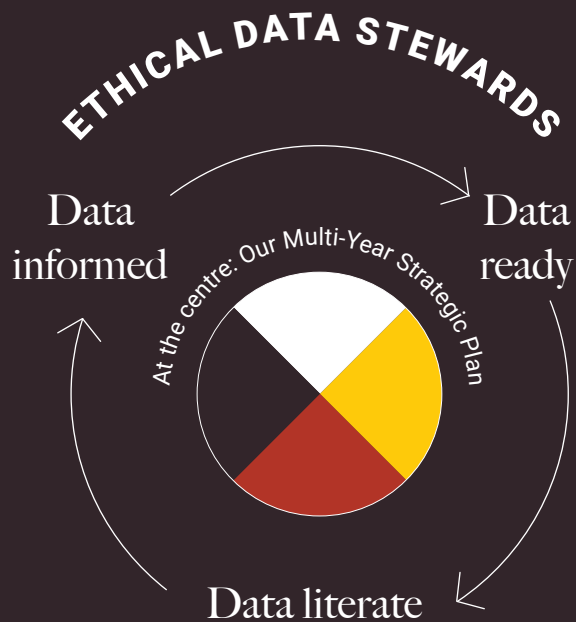 ETHICAL DATA STEWARDS
Data
informed
Data
ready
At the centre: Our Multi-Year Strategic Plan
Data literate